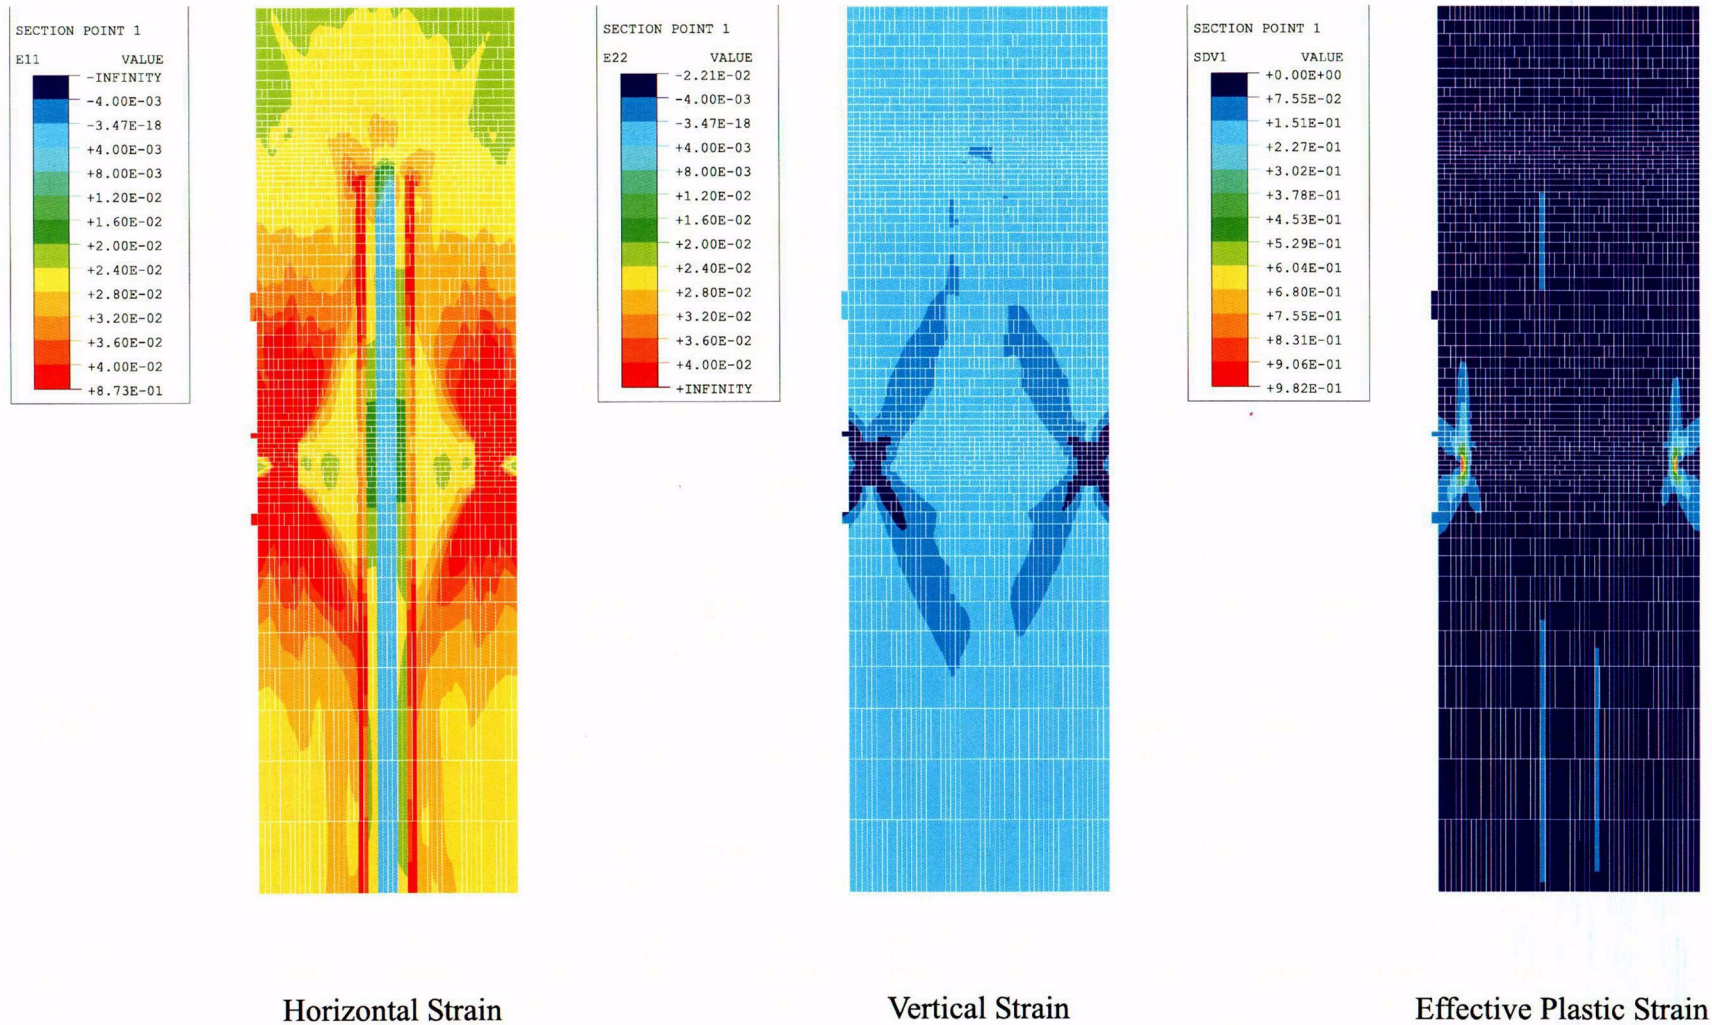 SECTION POINT 1
E11 VALUE
-INFINITY
-4.00E-03
-3.47E-18
+4.00E-03
+8.00E-03
+1.20E-02
+1.60E-02
+2.00E-02
+2.40E-02
+2.80E-02
+3.20E-02
+3.60E-02
+4.00E-02
+8.73E-01
SECTION POINT 1
E22 VALUE
-2.21E-02
-4.00E-03
-3.47E-18
+4.00E-03
+8.00E-03
+1.20E-02
+1.60E-02
+2.00E-02
+2.40E-02
+2.80E-02
+3.20E-02
+3.60E-02
+4.00E-02
+INFINITY
SECTION POINT 1
SDV1 VALUE
+0.00E+00
+7.55E-02
+1.51E-01
+2.27E-01
+3.02E-01
+3.78E-01
+4.53E-01
+5.29E-01
+6.04E-01
+6.80E-01
+7.55E-01
+8.31E-01
+9.06E-01
+9.82E-01
Horizontal Strain
Vertical Strain
Effective Plastic Strain